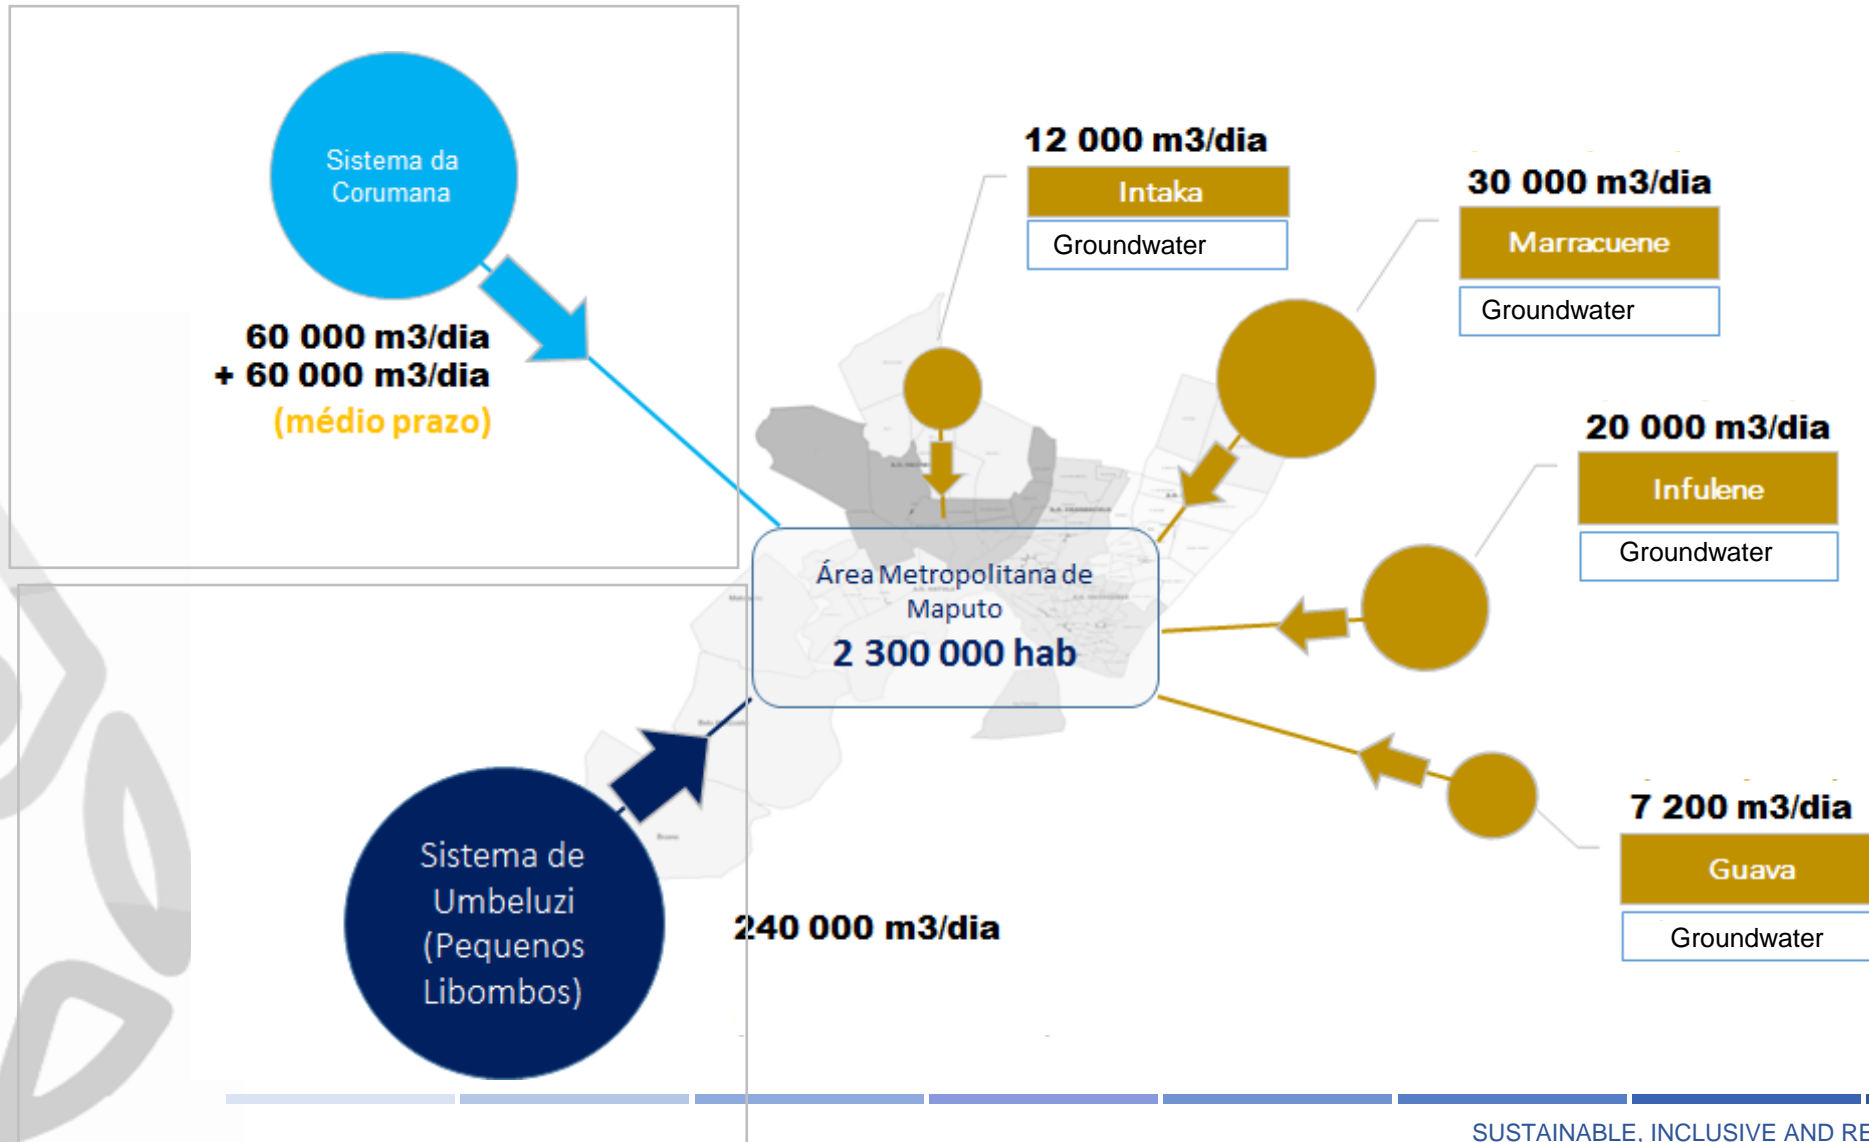 Sistema da
Corumana
60 000 m3/dia
+ 60 000 m3/dia
(médio prazo)
12 000 m3/dia
Intaka
Groundwater
30 000 m3/dia
Marracuene
Groundwater
20 000 m3/dia
Infulene
Groundwater
Área Metropolitana de
Maputo
2 300 000 hab
7 200 m3/dia
Guava
Groundwater
Sistema de
Umbeluzi
(Pequenos
Libombos)
240 000 m3/dia
SUSTAINABLE, INCLUSIVE AND RE